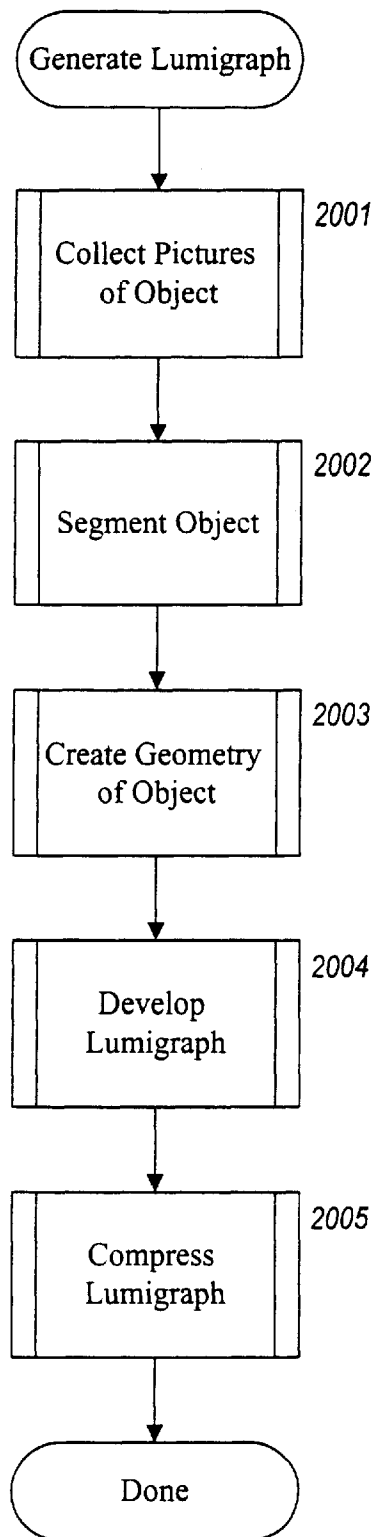 Generate Lumigraph
2001
Collect Pictures
of Object
2002
Segment Object
2003
Create Geometry
of Object
2004
Develop
Lumigraph
2005
Compress
Lumigraph
Done